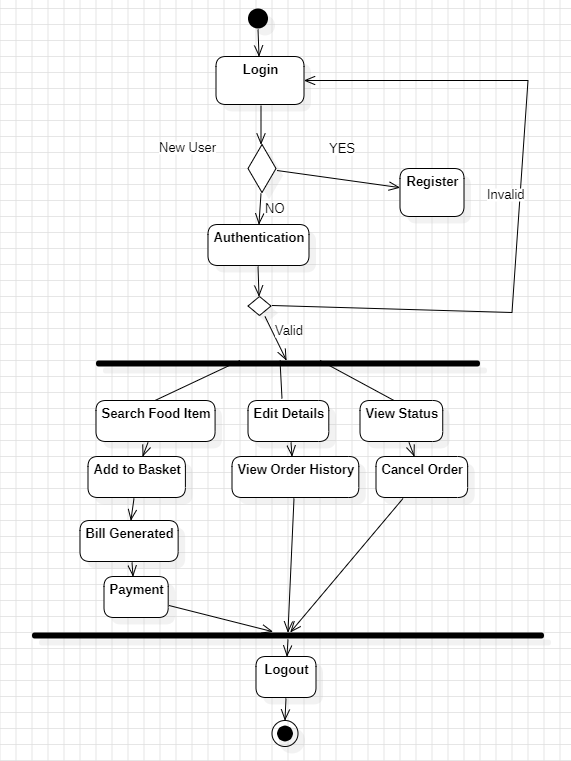 Login
New User
YES
Register
Invalid
NO
Authentication
Valid
Search Food Item
Edit Details
View Status
Add to Basket
View Order History
Cancel Order
Bill Generated
Payment
Logout